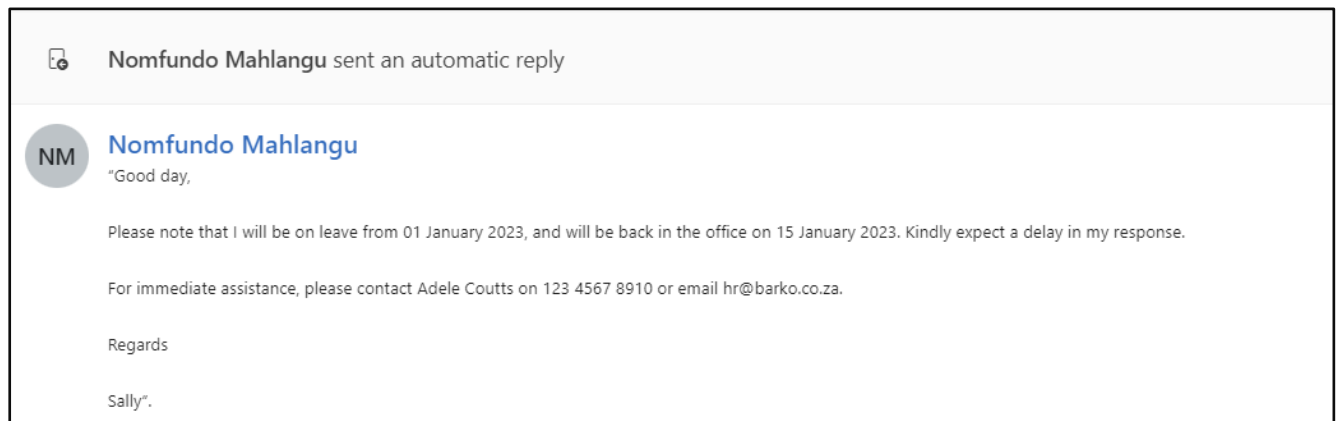 Nomfundo Mahlangu sent an automatic reply
NM
Nomfundo Mahlangu
“Good day,
Please note that I will be on leave from 01 January 2023, and will be back in the office on 15 January 2023. Kindly expect a delay in my response.
For immediate assistance, please contact Adele Coutts on 123 4567 8910 or email hr@barko.co.za.
Regards
Sally”.